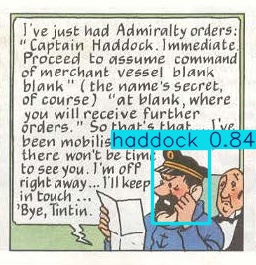 I've just had Admiralty orders:
"Captain Haddock. Immediate.
Proceed to assume command
of merchant vessel blank
blank" (the name's secret,
of course) "at blank, where
you will receive further
orders." So that's that... I've
been mobilis
haddock 0.84
there won't be time
to see you. I'm off
right away... I'll keep
in touch ...
'Bye, Tintin.